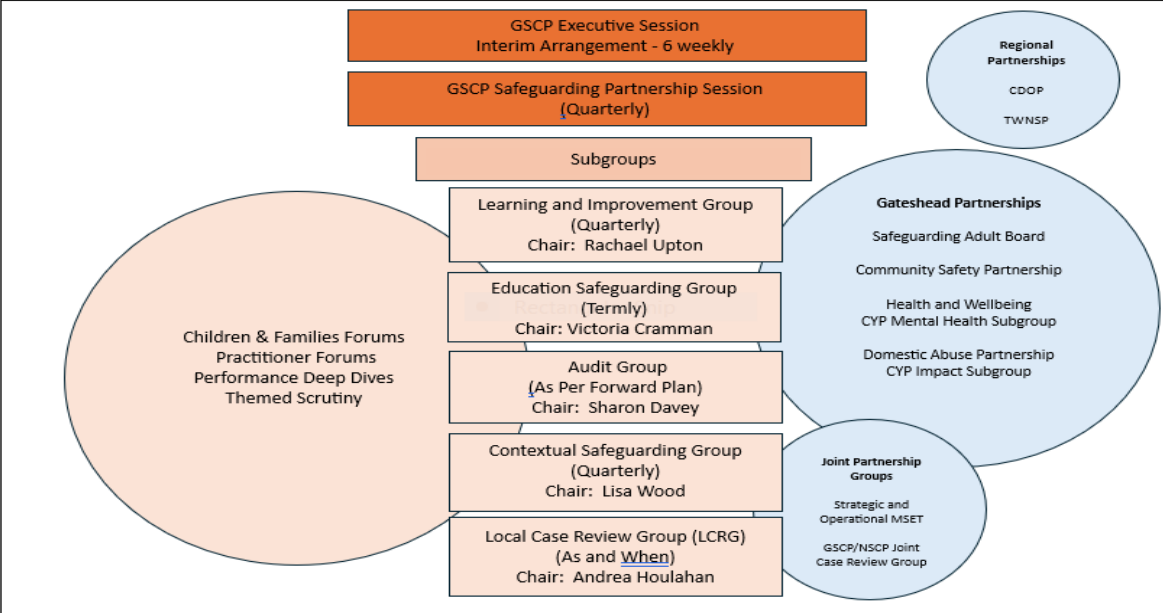 GSCP Executive Session
Interim Arrangement - 6 weekly
GSCP Safeguarding Partnership Session
(Quarterly)
Subgroups
Learning and Improvement Group
(Quarterly)
Chair: Rachael Upton
Education Safeguarding Group
(Termly)
Chair: Victoria Cramman
Audit Group
(As Per Forward Plan)
Chair: Sharon Davey
Contextual Safeguarding Group
(Quarterly)
Chair: Lisa Wood
Local Case Review Group (LCRG)
(As and When)
Chair: Andrea Houlahan
Children & Families Forums
Practitioner Forums
Performance Deep Dives
Themed Scrutiny
Regional
Partnerships
CDOP
TWNSP
Gateshead Partnerships
Safeguarding Adult Board
Community Safety Partnership
Health and Wellbeing
CYP Mental Health Subgroup
Domestic Abuse Partnership
CYP Impact Subgroup
Joint Partnership
Groups
Strategic and
Operational MSET
GSCP/NSCP Joint
Case Review Group